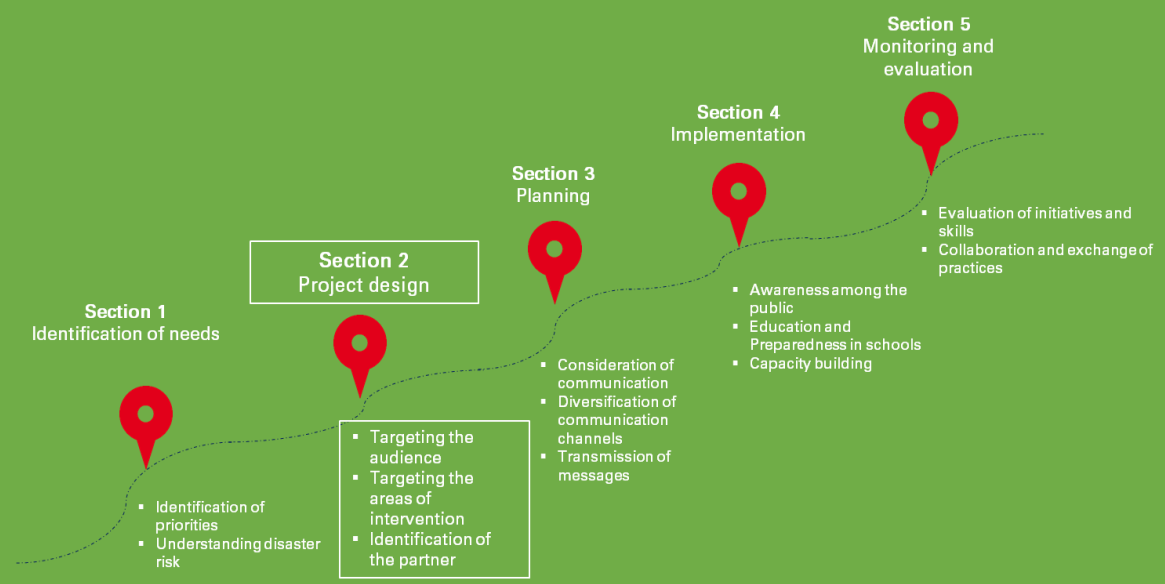 Section 1
Identification of needs
▪ Identification of
priorities
▪ Understanding disaster
risk
Section 2
Project design
▪ Targeting the
audience
▪ Targeting the
areas of
intervention
▪ Identification of
the partner
Section 3
Planning
▪ Consideration of
communication
▪ Diversification of
communication
channels
▪ Transmission of
messages
Section 4
Implementation
▪ Awareness among the
public
▪ Education and
Preparedness in schools
▪ Capacity building
Section 5
Monitoring and
evaluation
▪ Evaluation of initiatives and
skills
▪ Collaboration and exchange of
practices